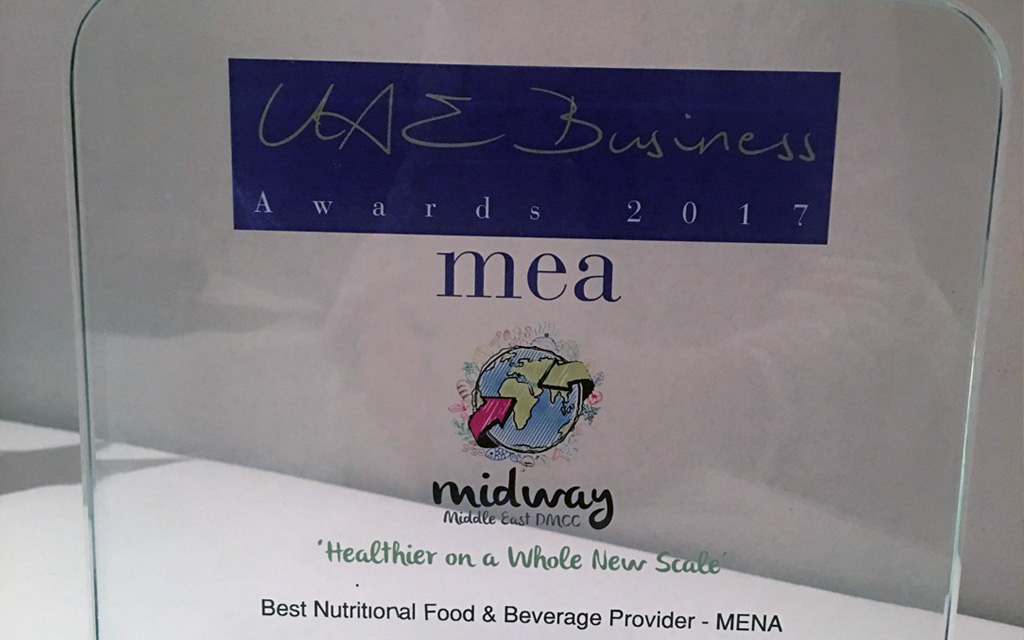 UAE Business
Awards 2017
mea
midway
Middle East DMCC
'Healthier on a Whole New Scale'
Best Nutritional Food & Beverage Provider - MENA